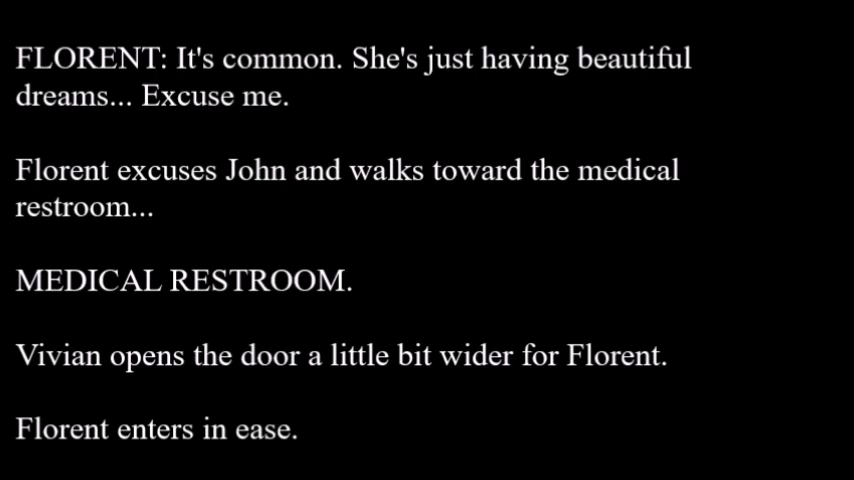 FLORENT: It's common. She's just having beautiful
dreams... Excuse me.
Florent excuses John and walks toward the medical
restroom...
MEDICAL RESTROOM.
Vivian opens the door a little bit wider for Florent.
Florent enters in ease.